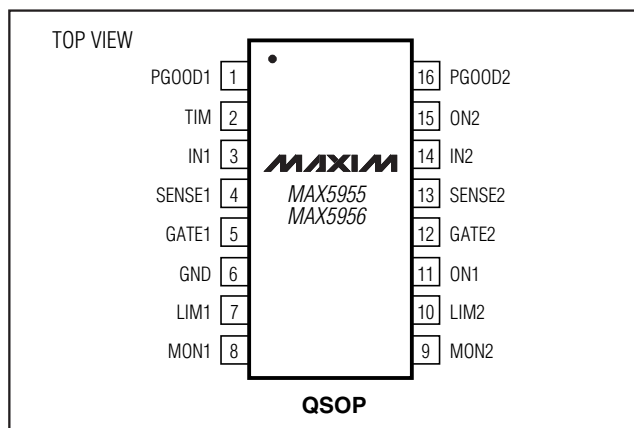 TOP VIEW
PGOOD1 1 16 PGOOD2
TIM 2 15 ON2
IN1 3 MAXIM 14 IN2
SENSE1 4 MAX5955 13 SENSE2
MAX5956
GATE1 5 12 GATE2
GND 6 11 ON1
LIM1 7 10 LIM2
MON1 8 9 MON2
QSOP